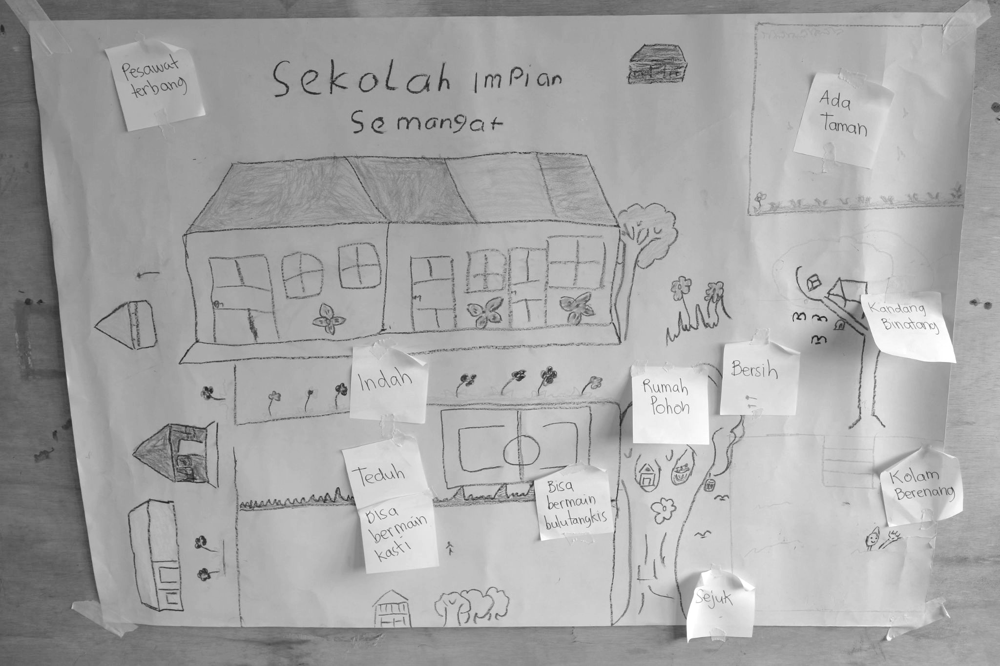 Pesawat
terbang
Sekolah Impian
Semangat
Ada
Taman
Kandang
Binatang
Indah
Rumah
Pohon
Bersih
Teduh
Bisa
bermain
kasti
Bisa
bermain
bulutangkis
Kolam
Berenang
Sejuk